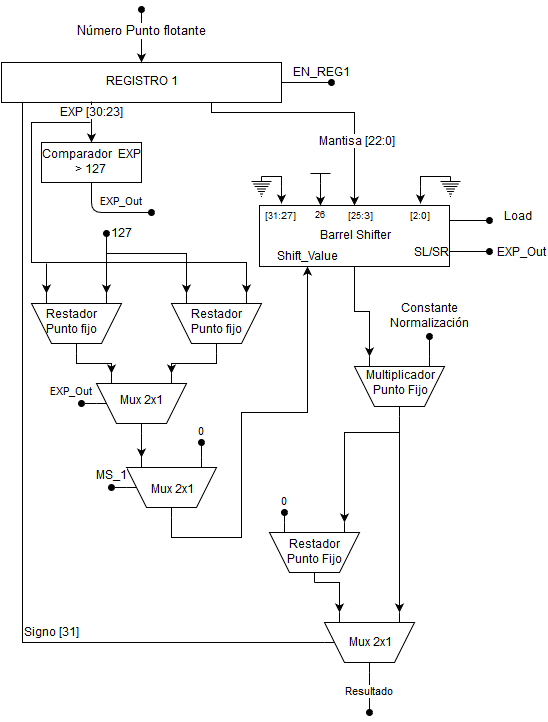 Número Punto flotante
REGISTRO 1
EN_REG1
EXP [30:23]
Mantisa [22:0]
Comparador EXP
> 127
EXP_Out
127
[31:27]
26
[25:3]
[2:0]
Barrel Shifter
Load
SL/SR
EXP_Out
Shift_Value
Restador
Punto fijo
Restador
Punto fijo
Constante
Normalización
Multiplicador
Punto Fijo
EXP_Out
Mux 2x1
0
MS_1
Mux 2x1
0
Restador
Punto Fijo
Signo [31]
Mux 2x1
Resultado